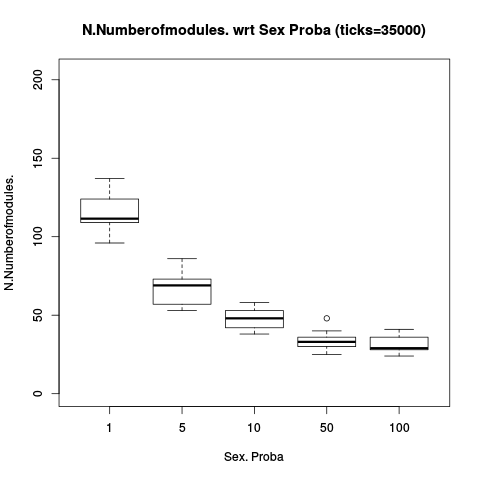 N.Numberofmodules. wrt Sex Proba (ticks=35000)
200
150
100
50
0
N.Numberofmodules.
1 5 10 50 100
Sex. Proba